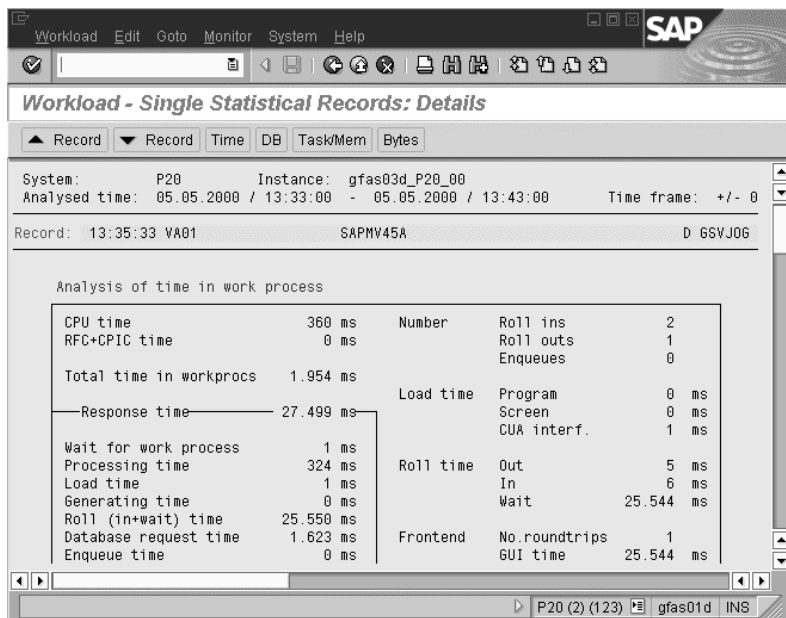 Workload Edit Goto Monitor System Help
SAP
Workload - Single Statistical Records: Details
Record Record Time DB Task/Mem Bytes
System: P20 Instance: gfas03d_P20_00
Analysed time: 05.05.2000 / 13:33:00 - 05.05.2000 / 13:43:00 Time frame: +/- 0
Record: 13:35:33 VA01 SAPMV45A D GSVJOG
Analysis of time in work process
CPU time 360 ms Number Roll ins 2
RFC+CPIC time 0 ms Roll outs 1
Enqueues 0
Total time in workprocs 1.954 ms
Load time Program 0 ms
Response time 27.499 ms Screen 0 ms
CUA interf. 1 ms
Wait for work process 1 ms
Processing time 324 ms Roll time Out 5 ms
Load time 1 ms In 6 ms
Generating time 0 ms Wait 25.544 ms
Roll (in+wait) time 25.550 ms
Database request time 1.623 ms Frontend No.roundtrips 1
Enqueue time 0 ms GUI time 25.544 ms
P20 (2) (123) gfas01d INS